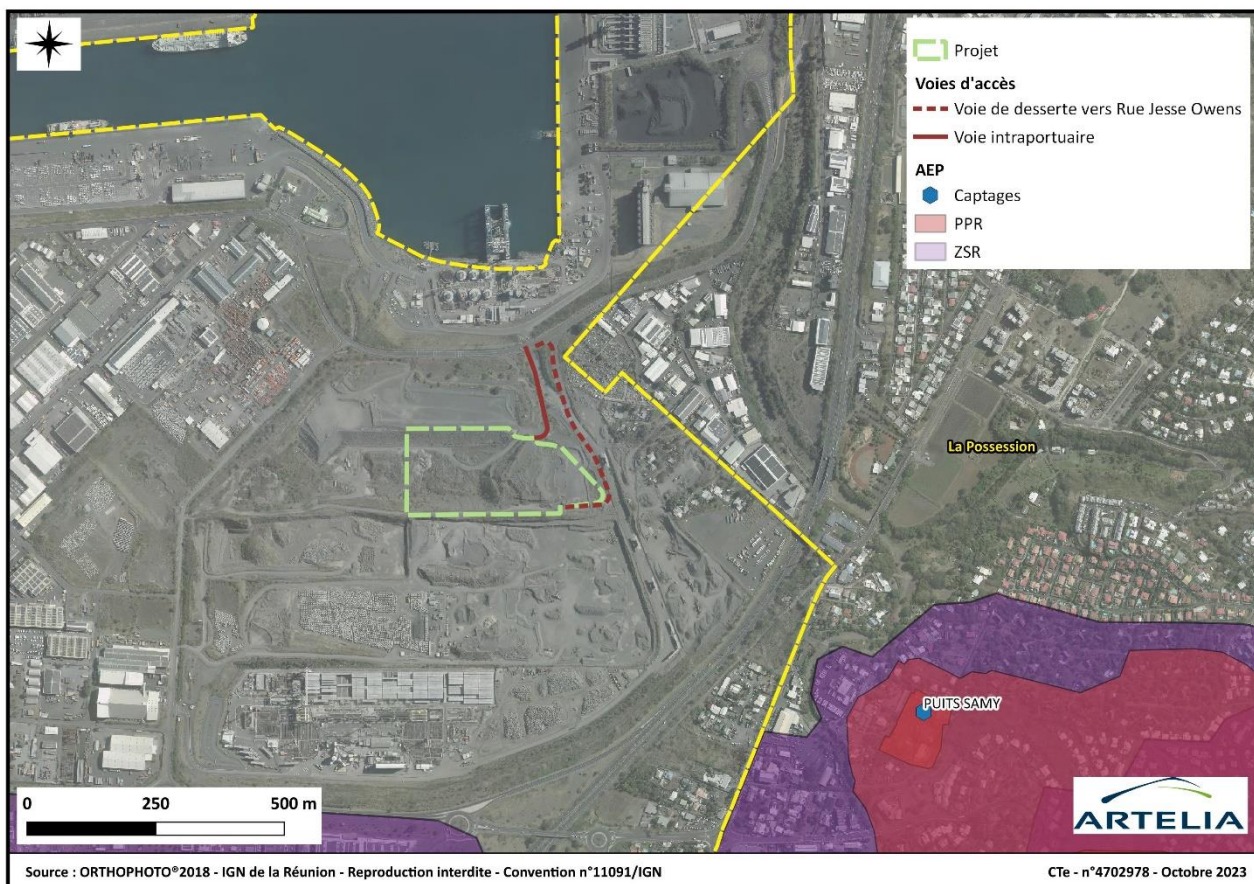 Projet
Voies d'accès
Voie de desserte vers Rue Jesse Owens
Voie intraportuaire
AEP
Captages
PPR
ZSR
La Possession
PUITS SAMY
0 250 500 m
ARTELIA
Source : ORTHOPHOTO®2018 - IGN de la Réunion - Reproduction interdite - Convention n°11091/IGN
CTe - n°4702978 - Octobre 2023